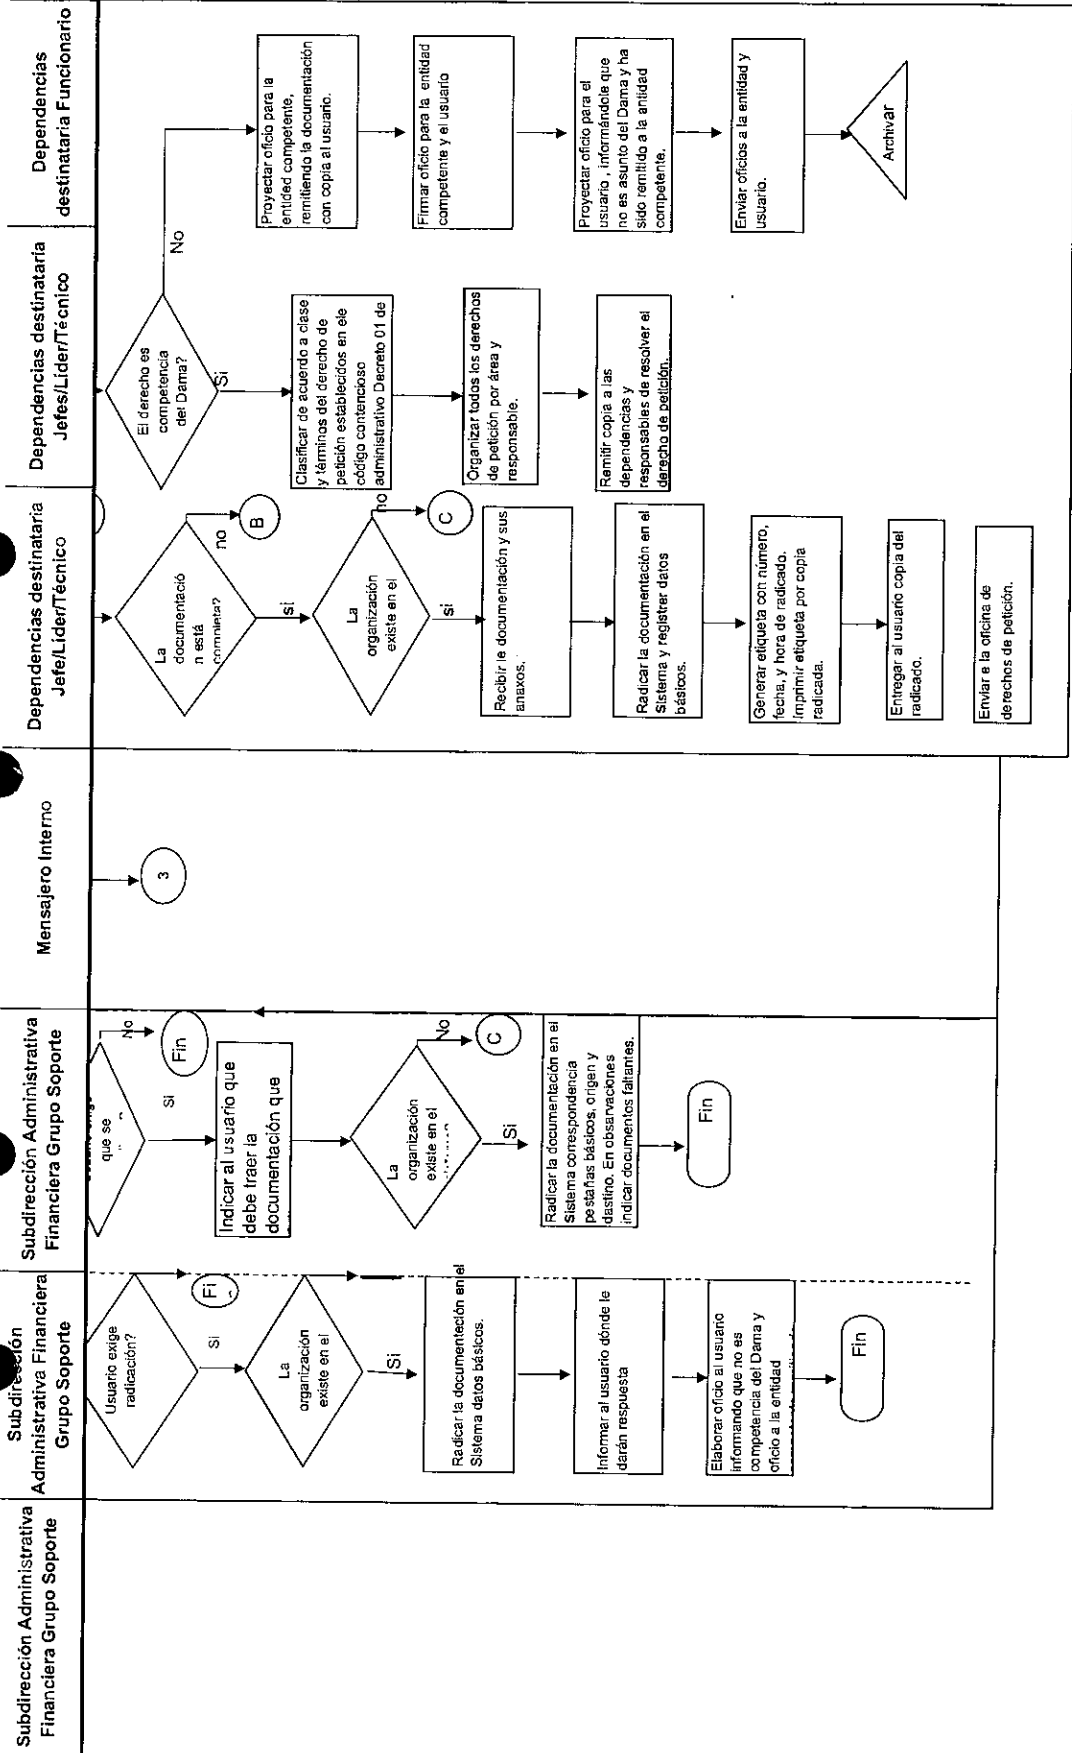 Subdirección Administrativa
Financiera Grupo Soporte
Subdirección
Administrativa Financiera
Grupo Soporte
Subdirección Administrativa
Financiera Grupo Soporte
Mensajero Interno
Dependencias destinataria
Jefe/Lider/Técnico
Dependencias destinataria
Jefes/Lider/Técnico
Dependencias
destinataria Funcionario
Usuario exige
radicación?
Fi
Si
La
organización
existe en el
Si
Radicar la documentación en el
Sistema datos básicos.
Informar al usuario dónde le
darán respuesta
Elaborar oficio al usuario
informando que no es
competencia del Dama y
oficio a la entidad
Fin
que se
No
Fin
Si
Indicar al usuario que
debe traer la
documentación que
La
organización
existe en el
No
C
Si
Radicar la documentación en el
Sistema correspondencia
pestañas básicos, origen y
dastino. En observaciones
indicar documentos faltantes.
Fin
3
La
documentació
n está
completa?
no
B
si
La
organización
existe en el
no
C
si
Recibir le documentación y sus
anaxos.
Radicar la documentación en el
Sistema y registrer datos
básicos.
Generar etiqueta con número,
fecha, y hora de radicado.
Imprimir etiqueta por copia
radicada.
Entregar al usuario copia del
radicado.
Enviar e la oficina de
derechos de petición.
El derecho es
competencia
del Dama?
No
Si
Clasificar de acuerdo a clase
y términos del derecho de
petición establecidos en ele
código contencioso
administrativo Decreto 01 de
Organizar todos los derechos
de petición por área y
responsable.
Remitir copia a las
dependencias y
responsables de resolver el
derecho de petición.
Proyectar oficio para la
entided competente,
remitiendo la documentación
con copia al usuario.
Firmar oficio para la entidad
competente y el usuario
Proyectar oficio para el
usuario , informándole que
no es asunto del Dama y ha
sido remitido a la antidad
competente.
Enviar oficios a la entidad y
usuario.
Archivar